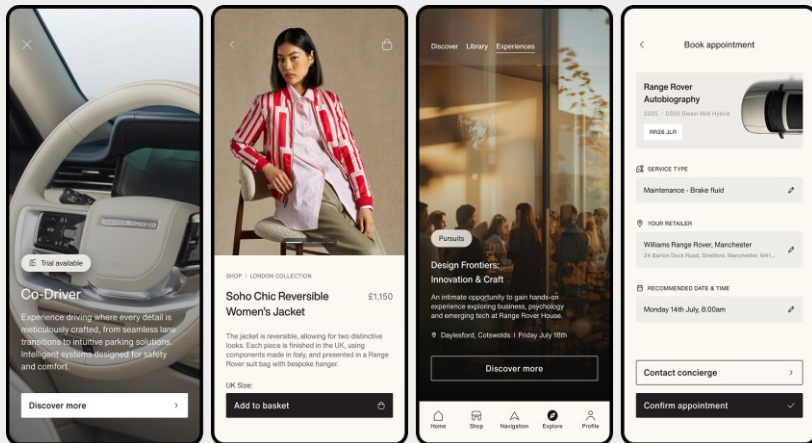 Trial available
Co-Driver
Experience driving where every detail is
meticulously crafted, from seamless lane
transitions to intuitive parking solutions.
Intelligent systems designed for safety
and comfort.
Discover more
SHOP | LONDON COLLECTION
Soho Chic Reversible
Women's Jacket
£1,150
The jacket is reversible, allowing for two distinctive
looks. Each piece is finished in the UK, using
components made in Italy, and presented in a Range
Rover suit bag with bespoke hanger.
UK Size:
Add to basket
Discover Library Experiences
Pursuits
Design Frontiers:
Innovation & Craft
An intimate opportunity to gain hands-on
experience exploring business, psychology
and emerging tech at Range Rover House.
Daylesford, Cotswolds | Friday July 18th
Discover more
Home Shop Navigation Explore Profile
Book appointment
Range Rover
Autobiography
2025 | D350 Diesel Mild Hybrid
RR26 JLR
SERVICE TYPE
Maintenance - Brake fluid
YOUR RETAILER
Williams Range Rover, Manchester
24 Barton Dock Road, Stretford, Manchester, M41...
RECOMMENDED DATE & TIME
Monday 14th July, 8:00am
Contact concierge
Confirm appointment